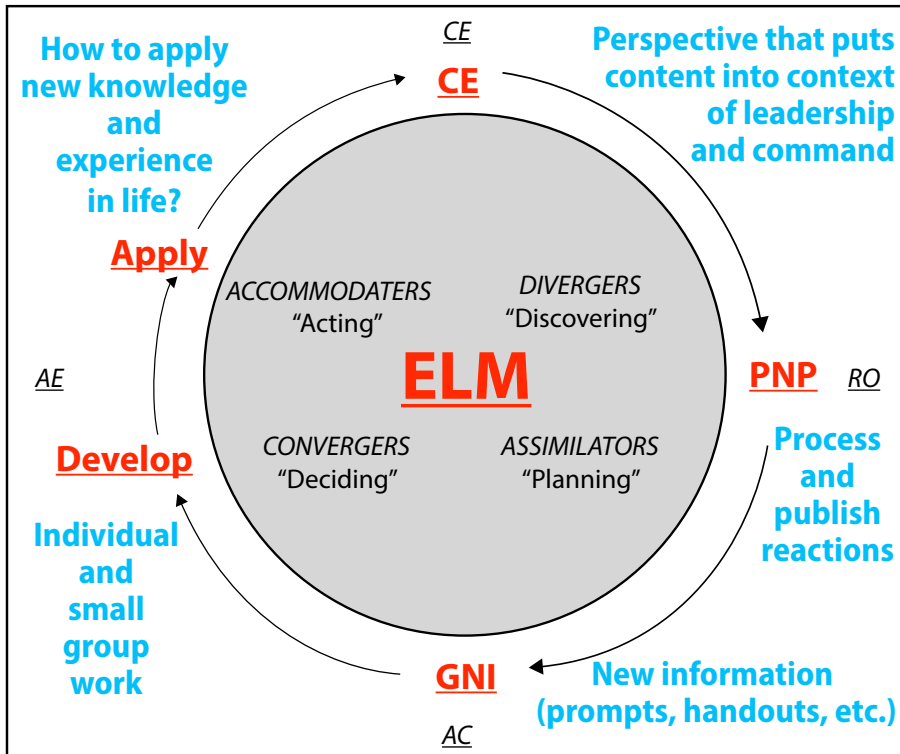 CE
CE
Perspective that puts
content into context
of leadership
and command
PNP
RO
Process
and
publish
reactions
New information
(prompts, handouts, etc.)
GNI
AC
Individual
and
small
group
work
Develop
AE
Apply
How to apply
new knowledge
and
experience
in life?
ACCOMMODATERS
“Acting”
DIVERGERS
“Discovering”
ELM
CONVERGERS
“Deciding”
ASSIMILATORS
“Planning”